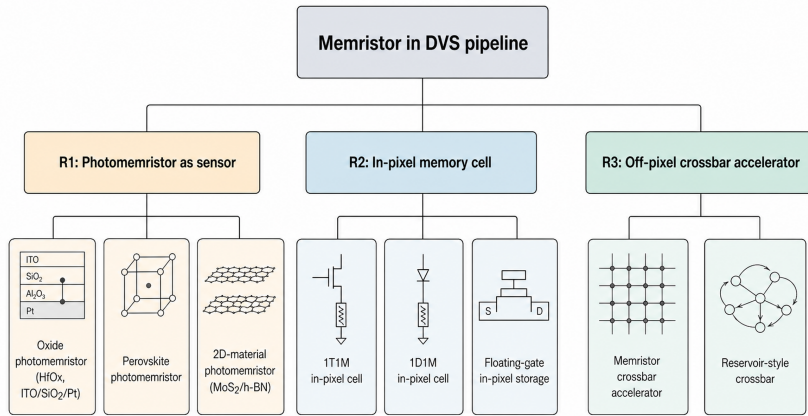 Memristor in DVS pipeline
R1: Photomemristor as sensor
R2: In-pixel memory cell
R3: Off-pixel crossbar accelerator
ITO
SiO₂
Al₂O₃
Pt
Oxide
photomemristor
(HfOx,
ITO/SiO₂/Pt)
Perovskite
photomemristor
2D-material
photomemristor
(MoS₂/h-BN)
1T1M
in-pixel cell
1D1M
in-pixel cell
S
D
Floating-gate
in-pixel storage
Memristor
crossbar
accelerator
Reservoir-style
crossbar